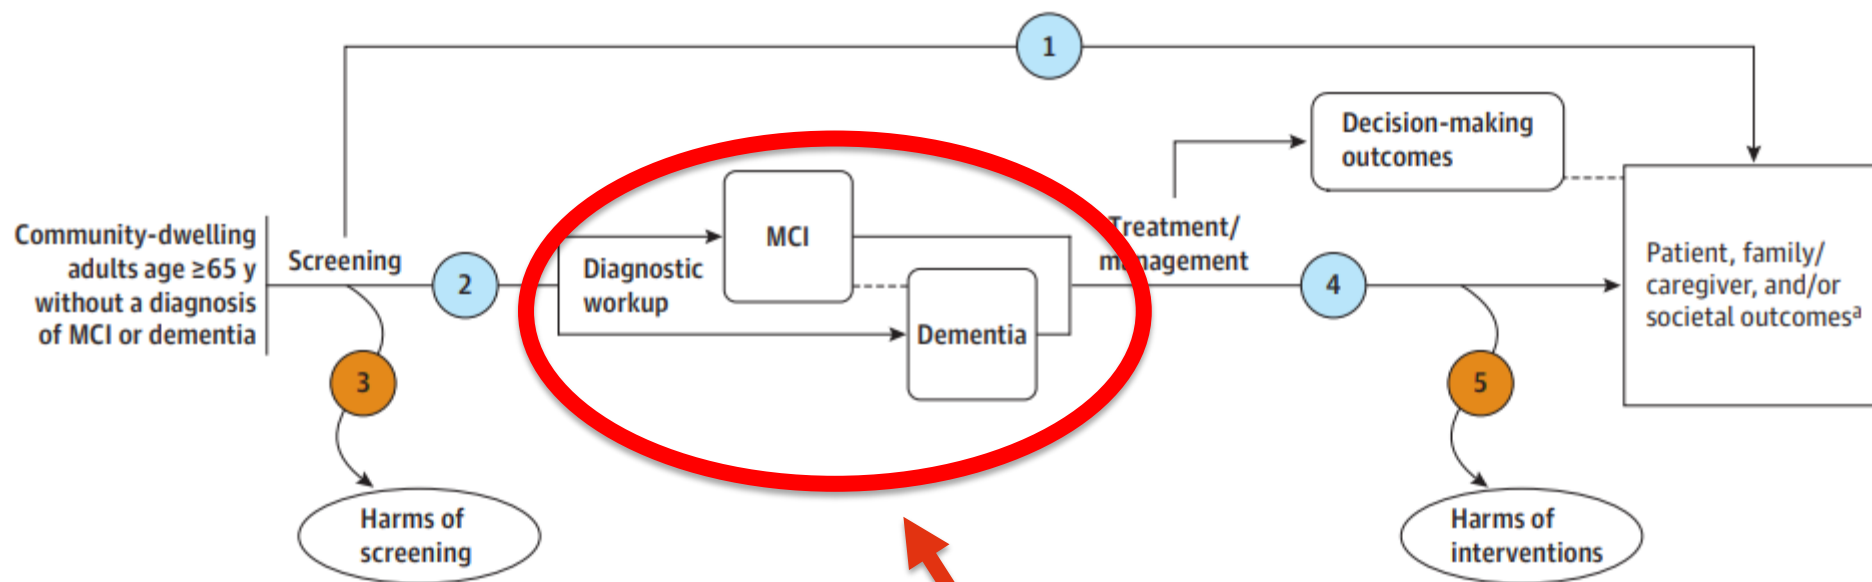 1
Decision-making
outcomes
Community-dwelling
adults age ≥65 y
without a diagnosis
of MCI or dementia
Screening
2
Diagnostic
workup
MCI
Dementia
Treatment/
management
4
Patient, family/
caregiver, and/or
societal outcomesᵃ
3
5
Harms of
screening
Harms of
interventions